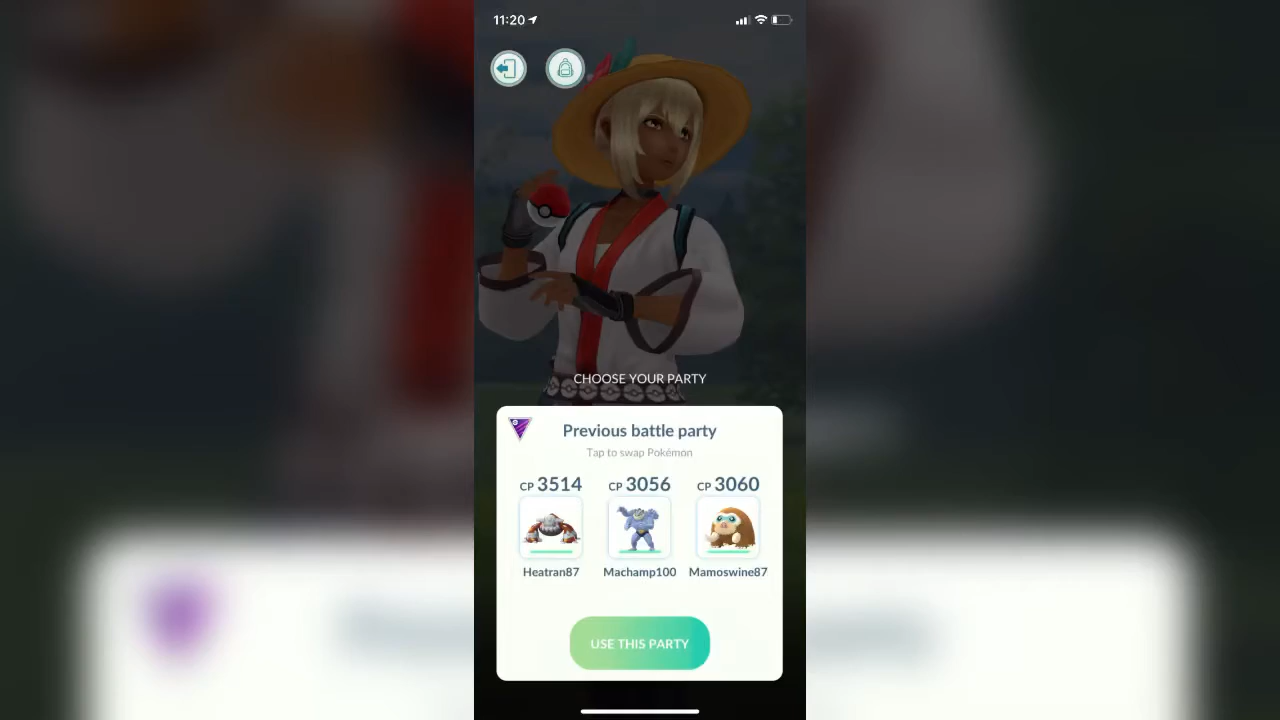 11:20
CHOOSE YOUR PARTY
Previous battle party
Tap to swap Pokémon
CP 3514 CP 3056 CP 3060
Heatran87 Machamp100 Mamoswine87
USE THIS PARTY